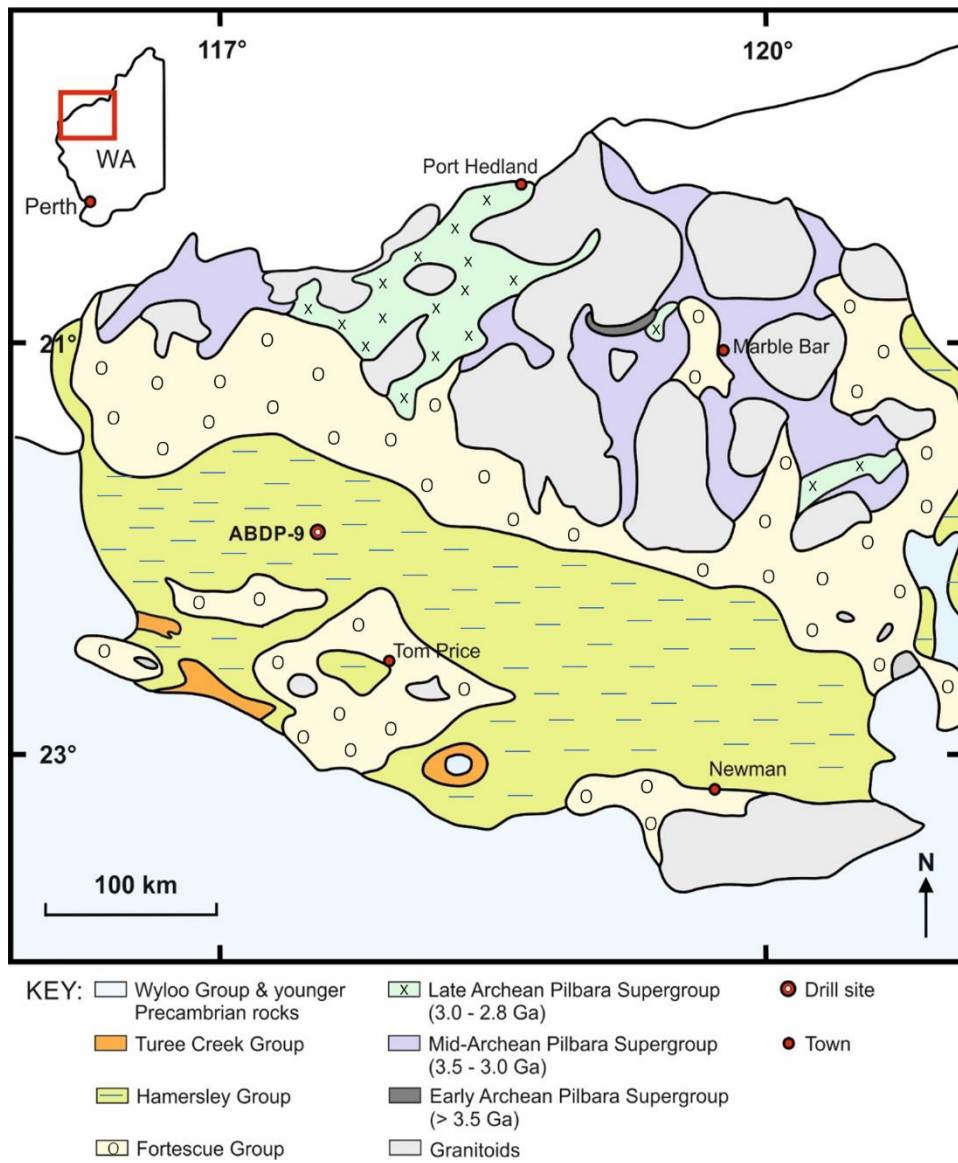 117°
120°
WA
Perth
Port Hedland
21°
Marble Bar
ABDP-9
Tom Price
23°
Newman
100 km
N
KEY:
Wyloo Group & younger
Precambrian rocks
Turee Creek Group
Hamersley Group
Fortescue Group
Late Archean Pilbara Supergroup
(3.0 - 2.8 Ga)
Mid-Archean Pilbara Supergroup
(3.5 - 3.0 Ga)
Early Archean Pilbara Supergroup
(> 3.5 Ga)
Granitoids
Drill site
Town